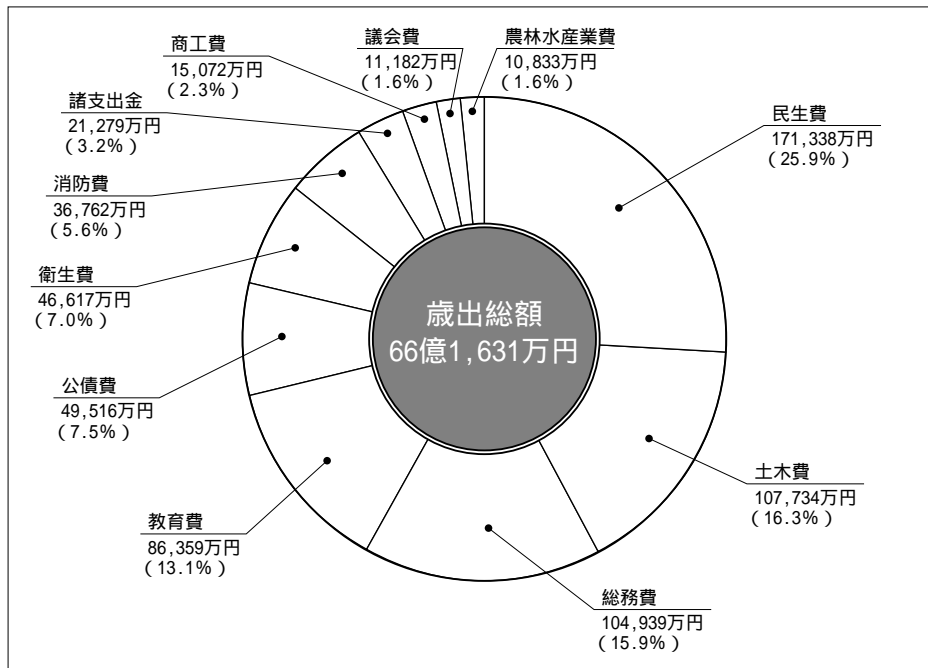 商工費
15,072万円
(2.3%)
議会費
11,182万円
(1.6%)
農林水産業費
10,833万円
(1.6%)
諸支出金
21,279万円
(3.2%)
民生費
171,338万円
(25.9%)
消防費
36,762万円
(5.6%)
衛生費
46,617万円
(7.0%)
歳出総額
66億1,631万円
公債費
49,516万円
(7.5%)
土木費
107,734万円
(16.3%)
教育費
86,359万円
(13.1%)
総務費
104,939万円
(15.9%)